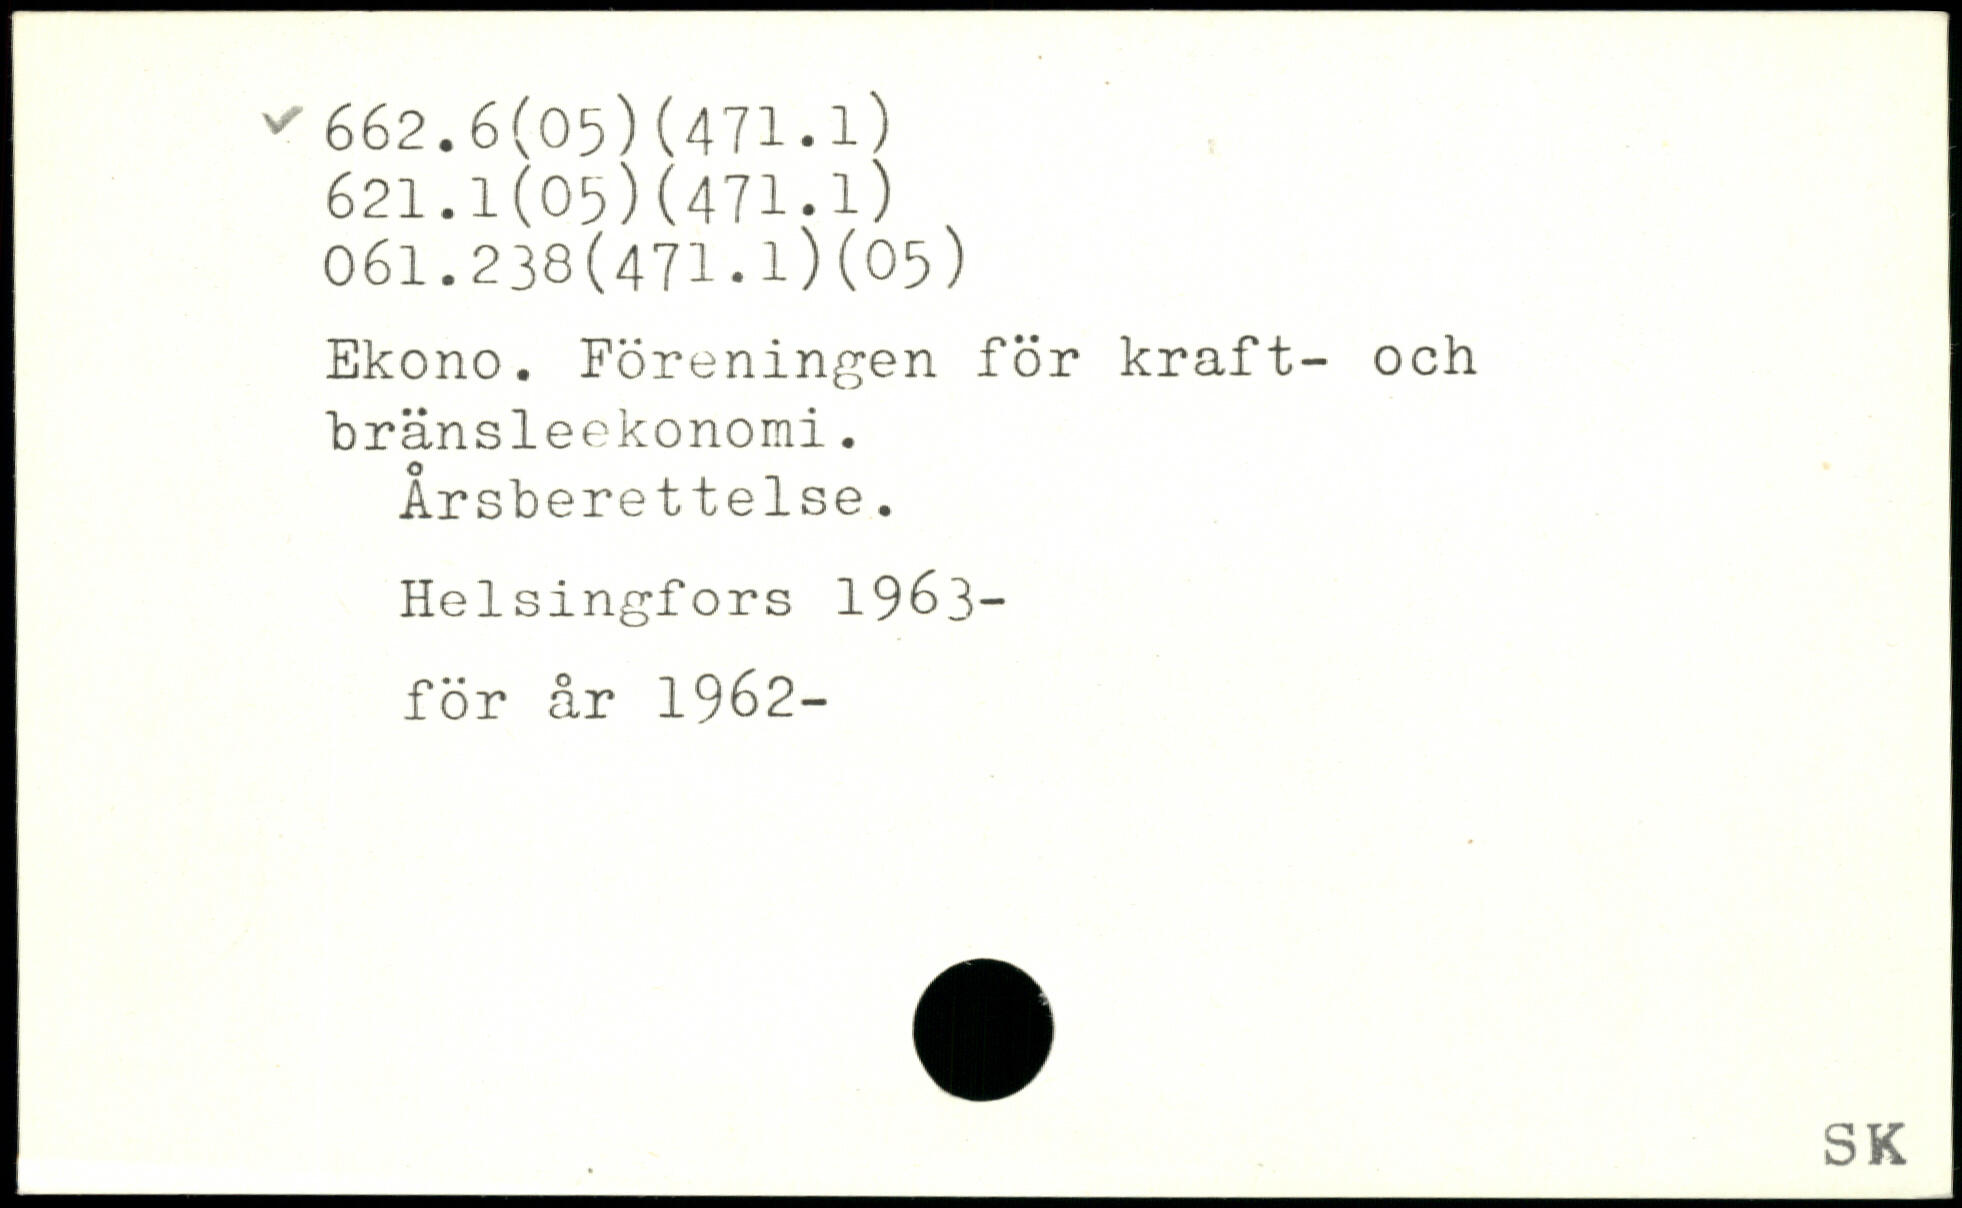 ✓ 662.6(05)(471.1)
621.1(05)(471.1)
061.238(471.1)(05)
Ekono. Föreningen för kraft- och
bränsleekonomi.
Årsberettelse.
Helsingfors 1963-
för år 1962-
SK